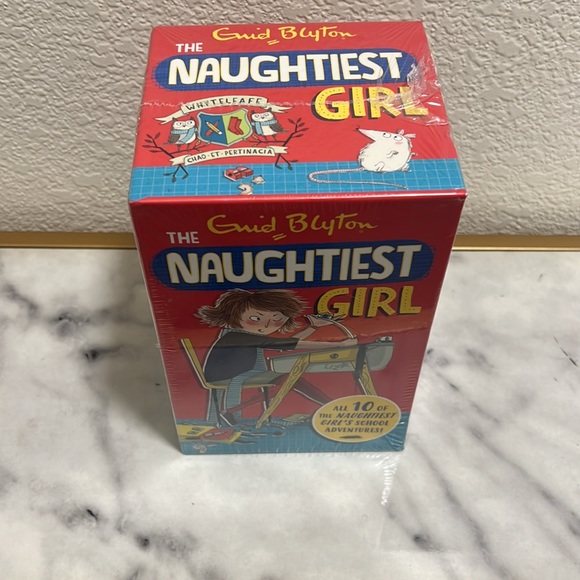 Enid Blyton
THE
NAUGHTIEST
GIRL
WHYTELEAFE
CHAO·ET·PERTINACIA
Enid Blyton
THE
NAUGHTIEST
GIRL
ALL 10 OF
THE NAUGHTIEST
GIRL'S SCHOOL
ADVENTURES!